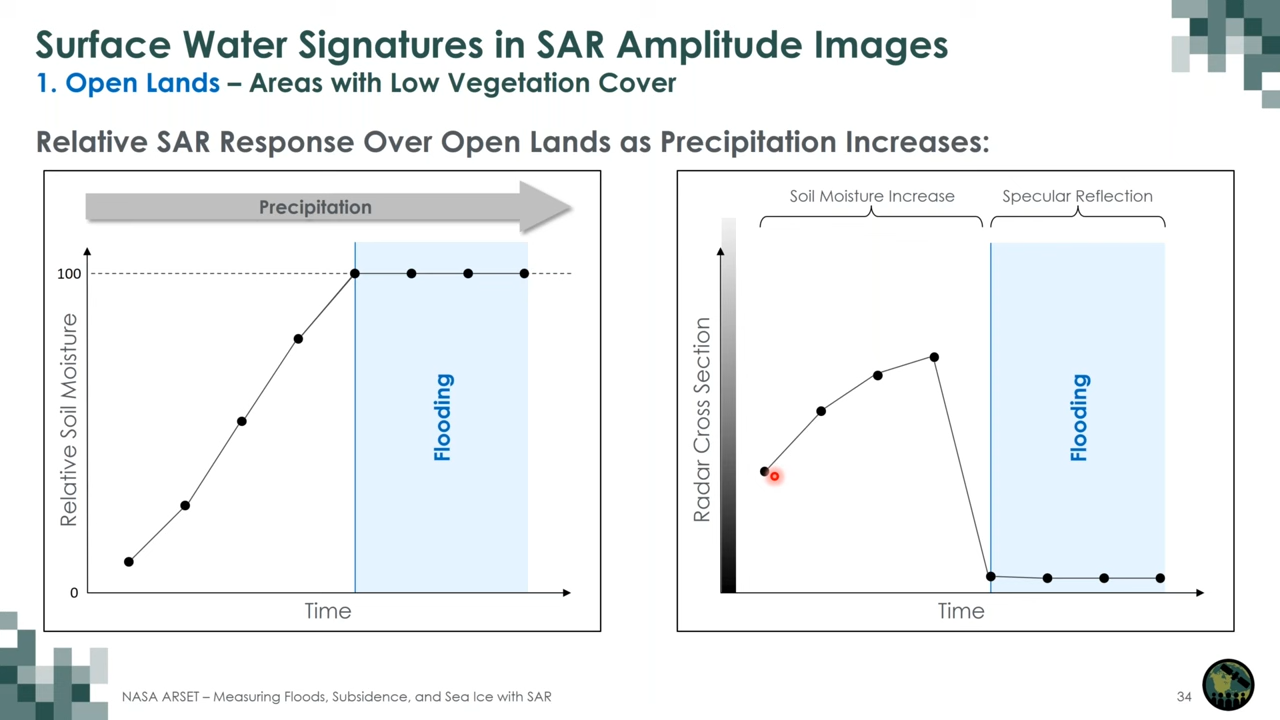 Surface Water Signatures in SAR Amplitude Images
1. Open Lands – Areas with Low Vegetation Cover
Relative SAR Response Over Open Lands as Precipitation Increases:
Precipitation
100
0
Relative Soil Moisture
Flooding
Time
Soil Moisture Increase
Specular Reflection
Radar Cross Section
Flooding
Time
NASA ARSET – Measuring Floods, Subsidence, and Sea Ice with SAR
34